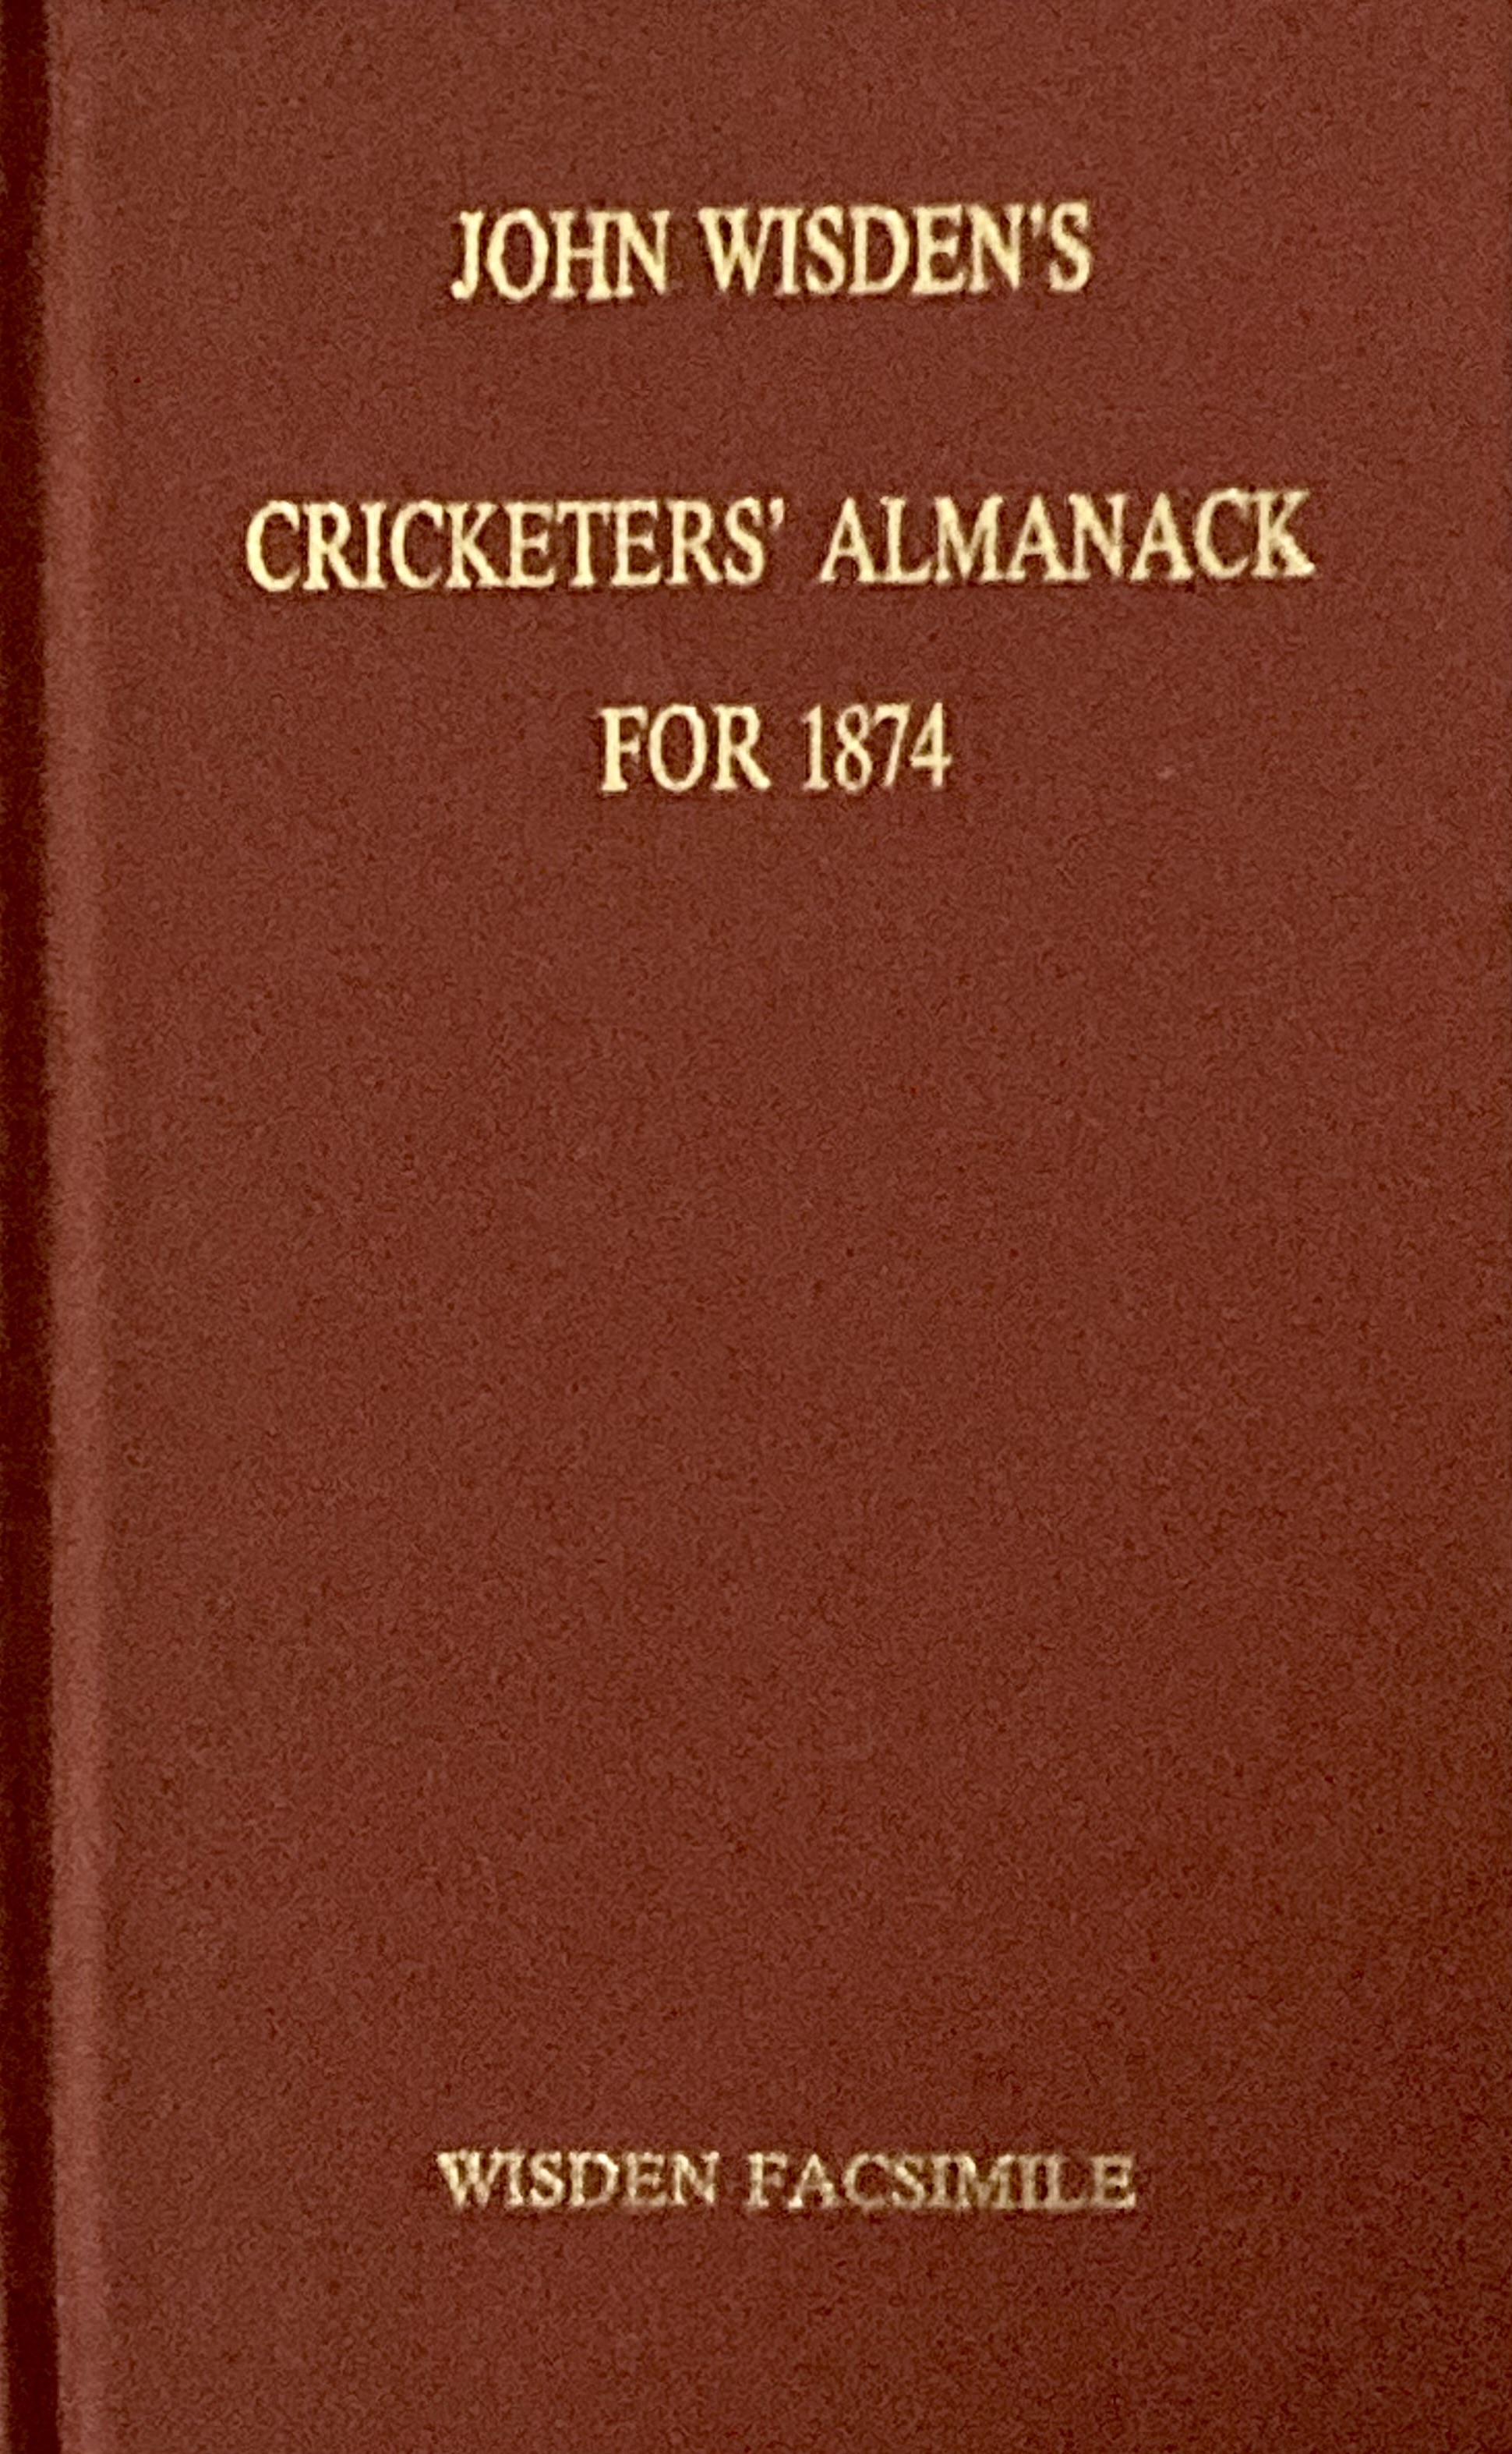 JOHN WISDEN'S
CRICKETERS' ALMANACK
FOR 1874
WISDEN FACSIMILE